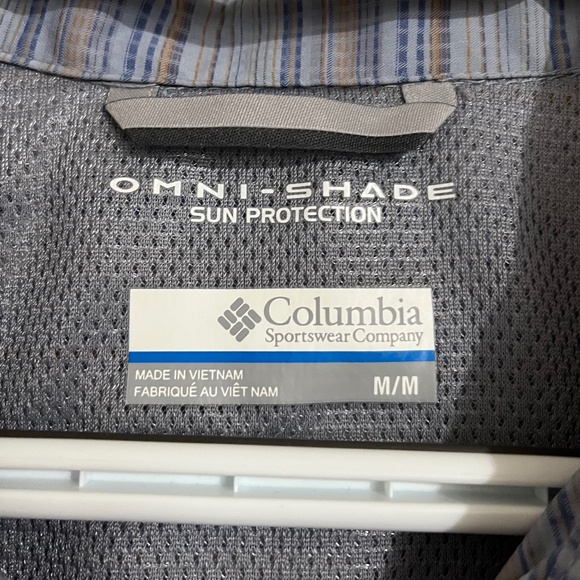 OMNI-SHADE
SUN PROTECTION
Columbia
Sportswear Company
MADE IN VIETNAM
FABRIQUÉ AU VIÊT NAM
M/M